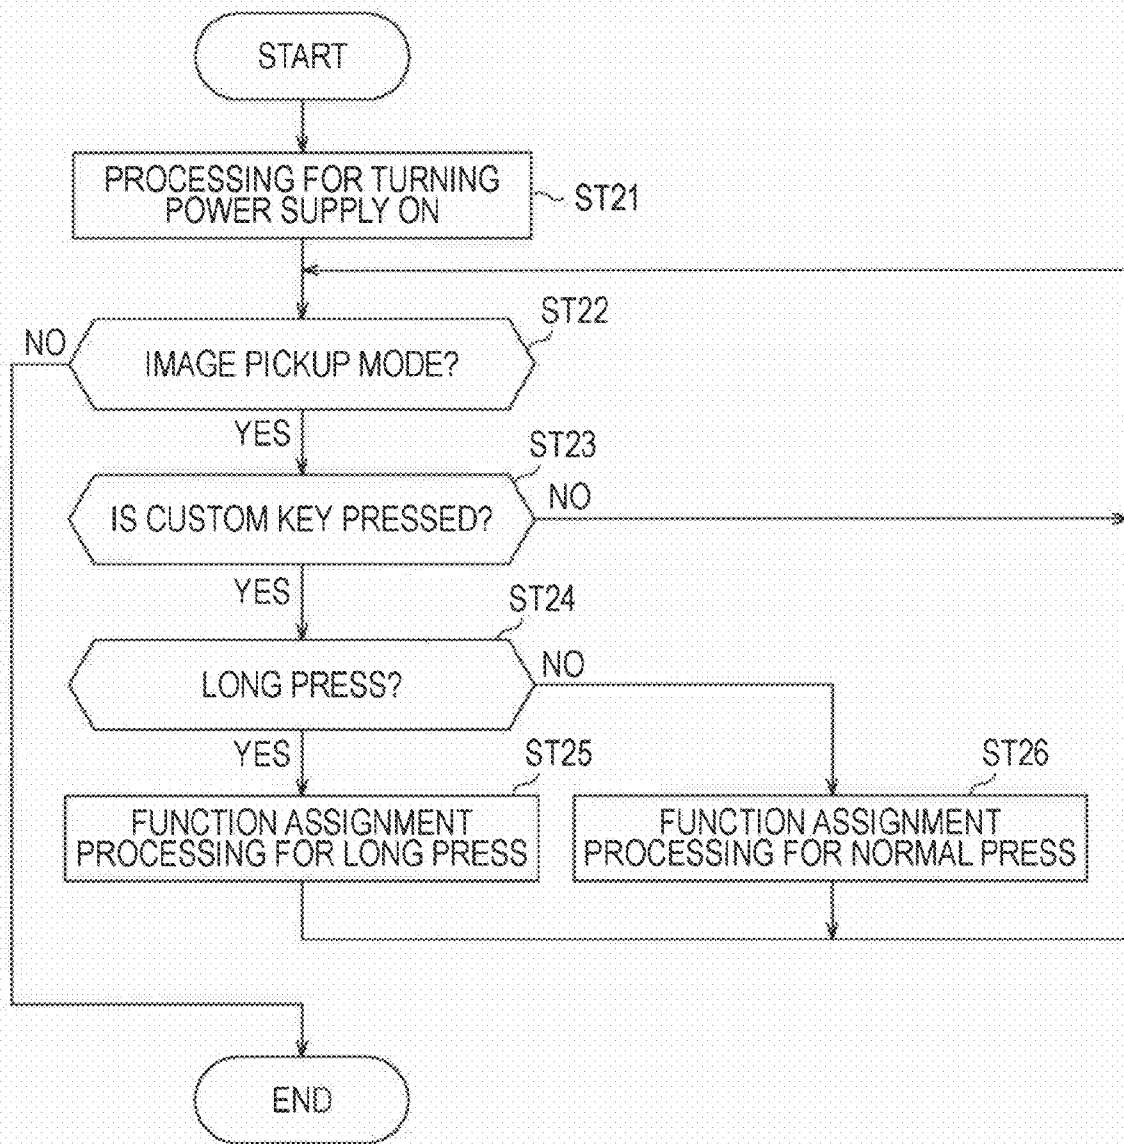 START
PROCESSING FOR TURNING
POWER SUPPLY ON
ST21
ST22
NO
IMAGE PICKUP MODE?
YES
ST23
IS CUSTOM KEY PRESSED?
NO
YES
ST24
LONG PRESS?
NO
YES
ST25
ST26
FUNCTION ASSIGNMENT
PROCESSING FOR LONG PRESS
FUNCTION ASSIGNMENT
PROCESSING FOR NORMAL PRESS
END